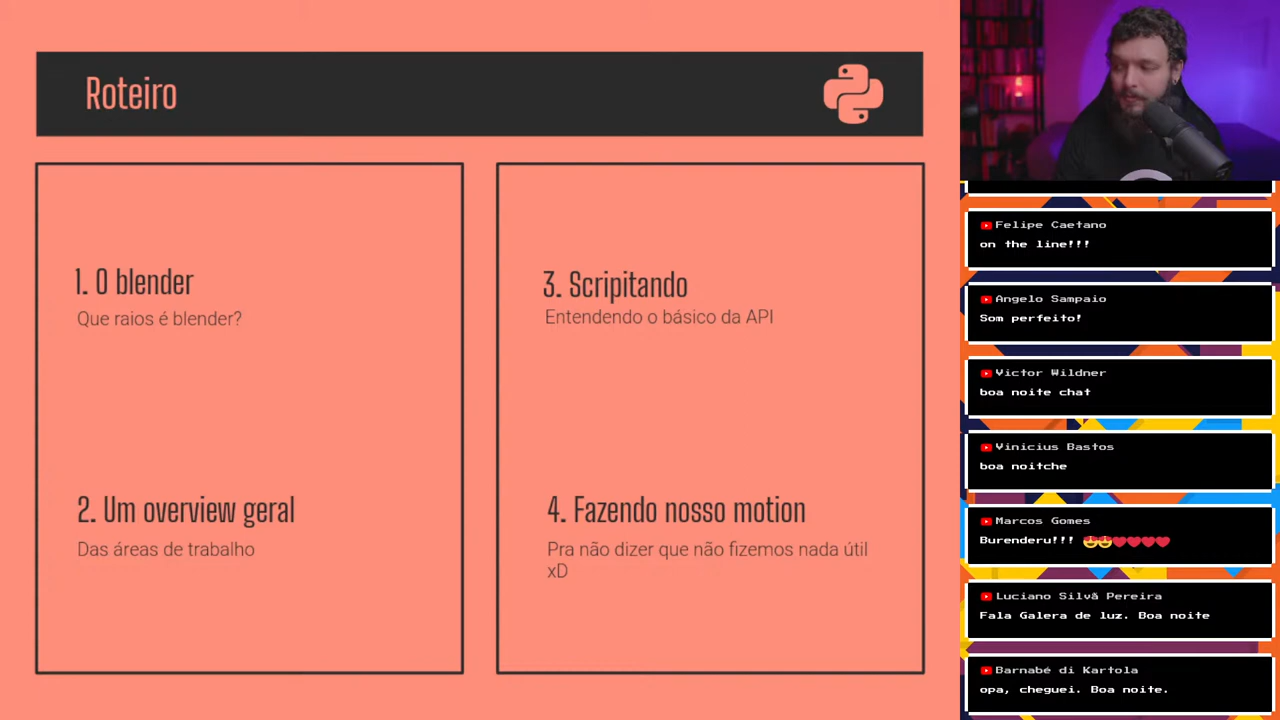 Roteiro
1. O blender
Que raios é blender?
2. Um overview geral
Das áreas de trabalho
3. Scripitando
Entendendo o básico da API
4. Fazendo nosso motion
Pra não dizer que não fizemos nada útil
xD
Felipe Caetano
on the line!!!
Angelo Sampaio
Som perfeito!
Victor Wildner
boa noite chat
Vinicius Bastos
boa noitche
Marcos Gomes
Burenderu!!! 😍😍❤❤❤❤
Luciano Silvã Pereira
Fala Galera de luz. Boa noite
Barnabé di Kartola
opa, cheguei. Boa noite.